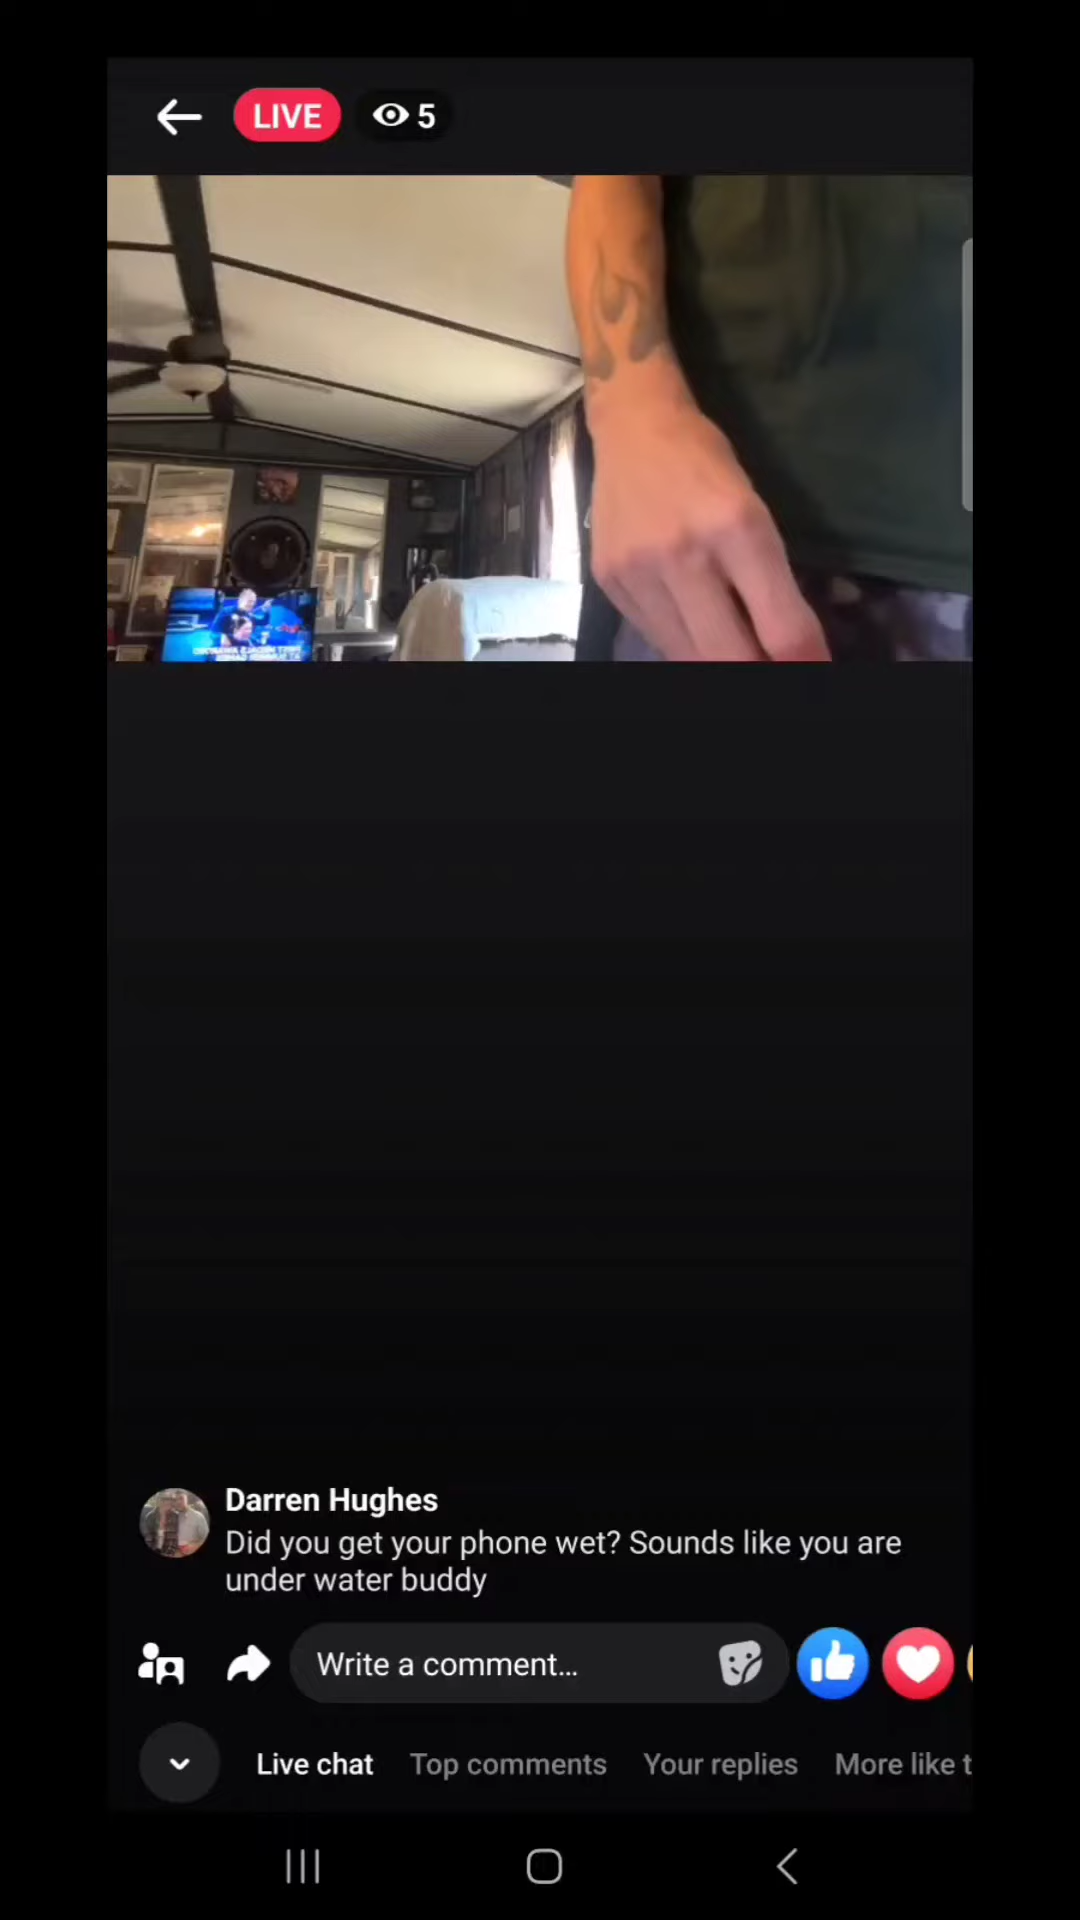 LIVE 5
Darren Hughes
Did you get your phone wet? Sounds like you are
under water buddy
Write a comment...
Live chat Top comments Your replies More like t